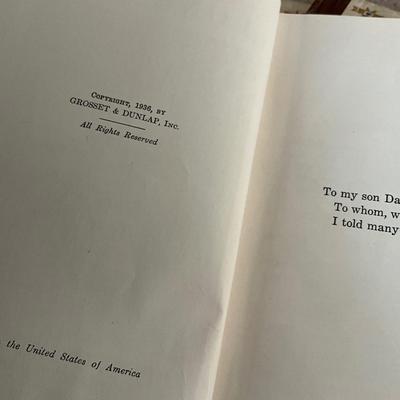 Copyright, 1936, by
GROSSET & DUNLAP, Inc.
All Rights Reserved
the United States of America
To my son Da
To whom, w
I told many